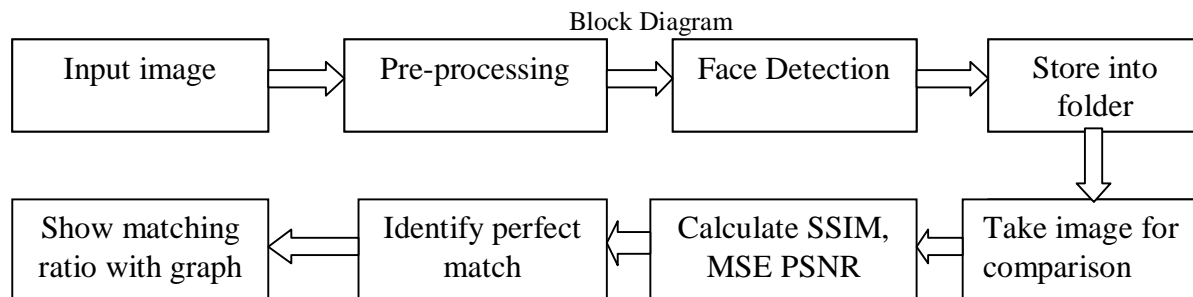 Block Diagram
Input image
Pre-processing
Face Detection
Store into
folder
Show matching
ratio with graph
Identify perfect
match
Calculate SSIM,
MSE PSNR
Take image for
comparison